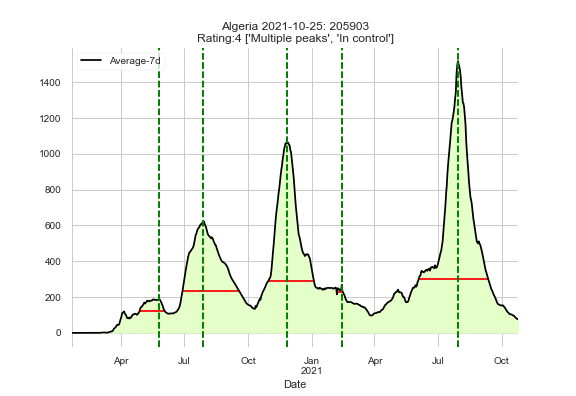 Algeria 2021-10-25: 205903
Rating:4 ['Multiple peaks', 'In control']
Average-7d
1400
1200
1000
800
600
400
200
0
Apr Jul Oct Jan Apr Jul Oct
2021
Date